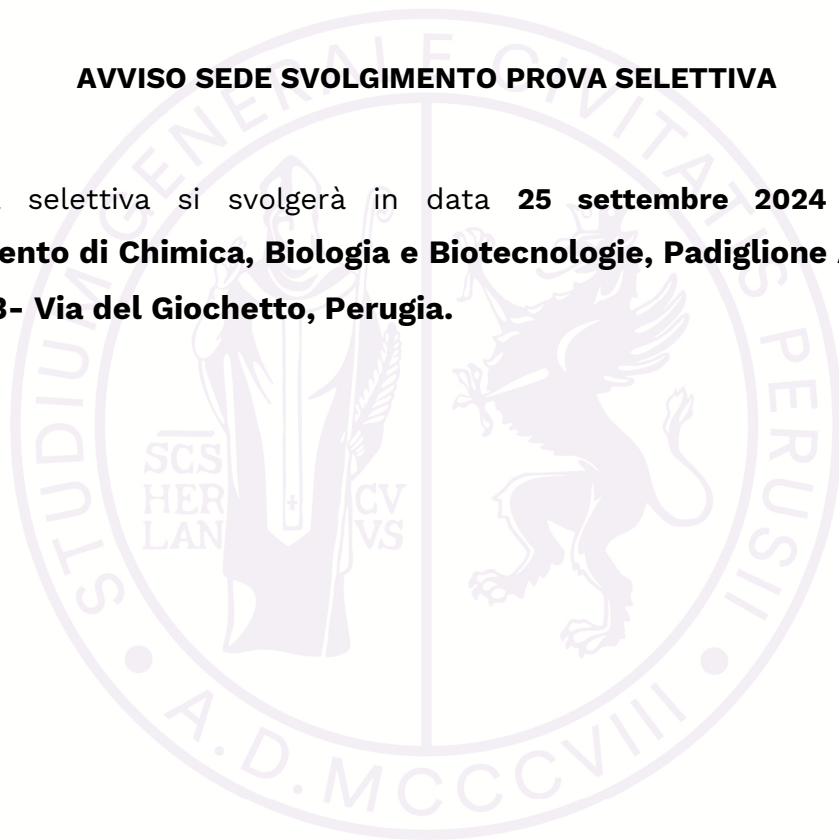 AVVISO SEDE SVOLGIMENTO PROVA SELETTIVA
selettiva si svolgerà in data 25 settembre 2024
ento di Chimica, Biologia e Biotecnologie, Padiglione
B- Via del Giochetto, Perugia.
STUDIUM GENERALE CIVITATIS PERUSII
SCS
HER CV
LAN VS
A.D.MCCCVIII